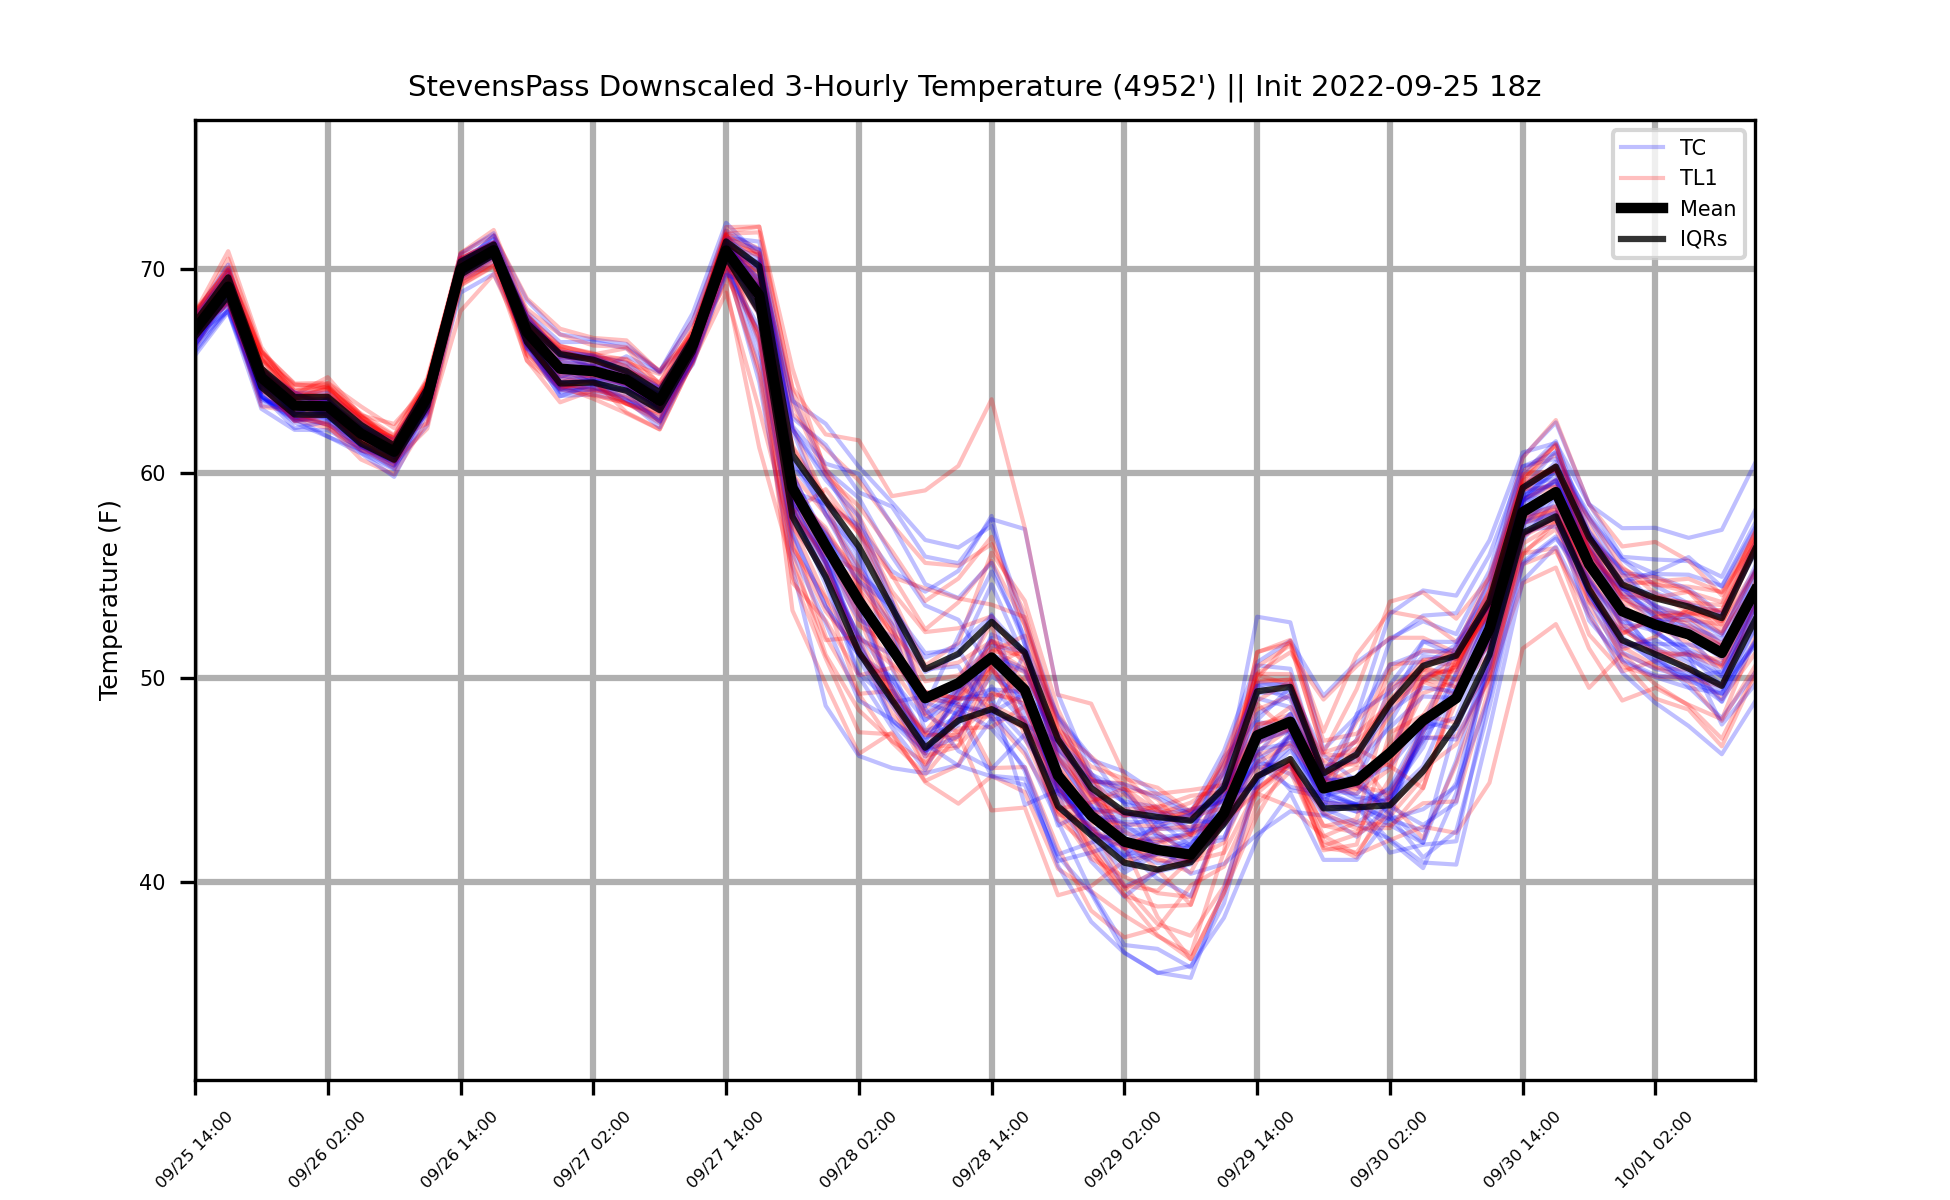 StevensPass Downscaled 3-Hourly Temperature (4952') || Init 2022-09-25 18z
TC
TL1
Mean
IQRs
Temperature (F)
70
60
50
40
09/25 14:00
09/26 02:00
09/26 14:00
09/27 02:00
09/27 14:00
09/28 02:00
09/28 14:00
09/29 02:00
09/29 14:00
09/30 02:00
09/30 14:00
10/01 02:00